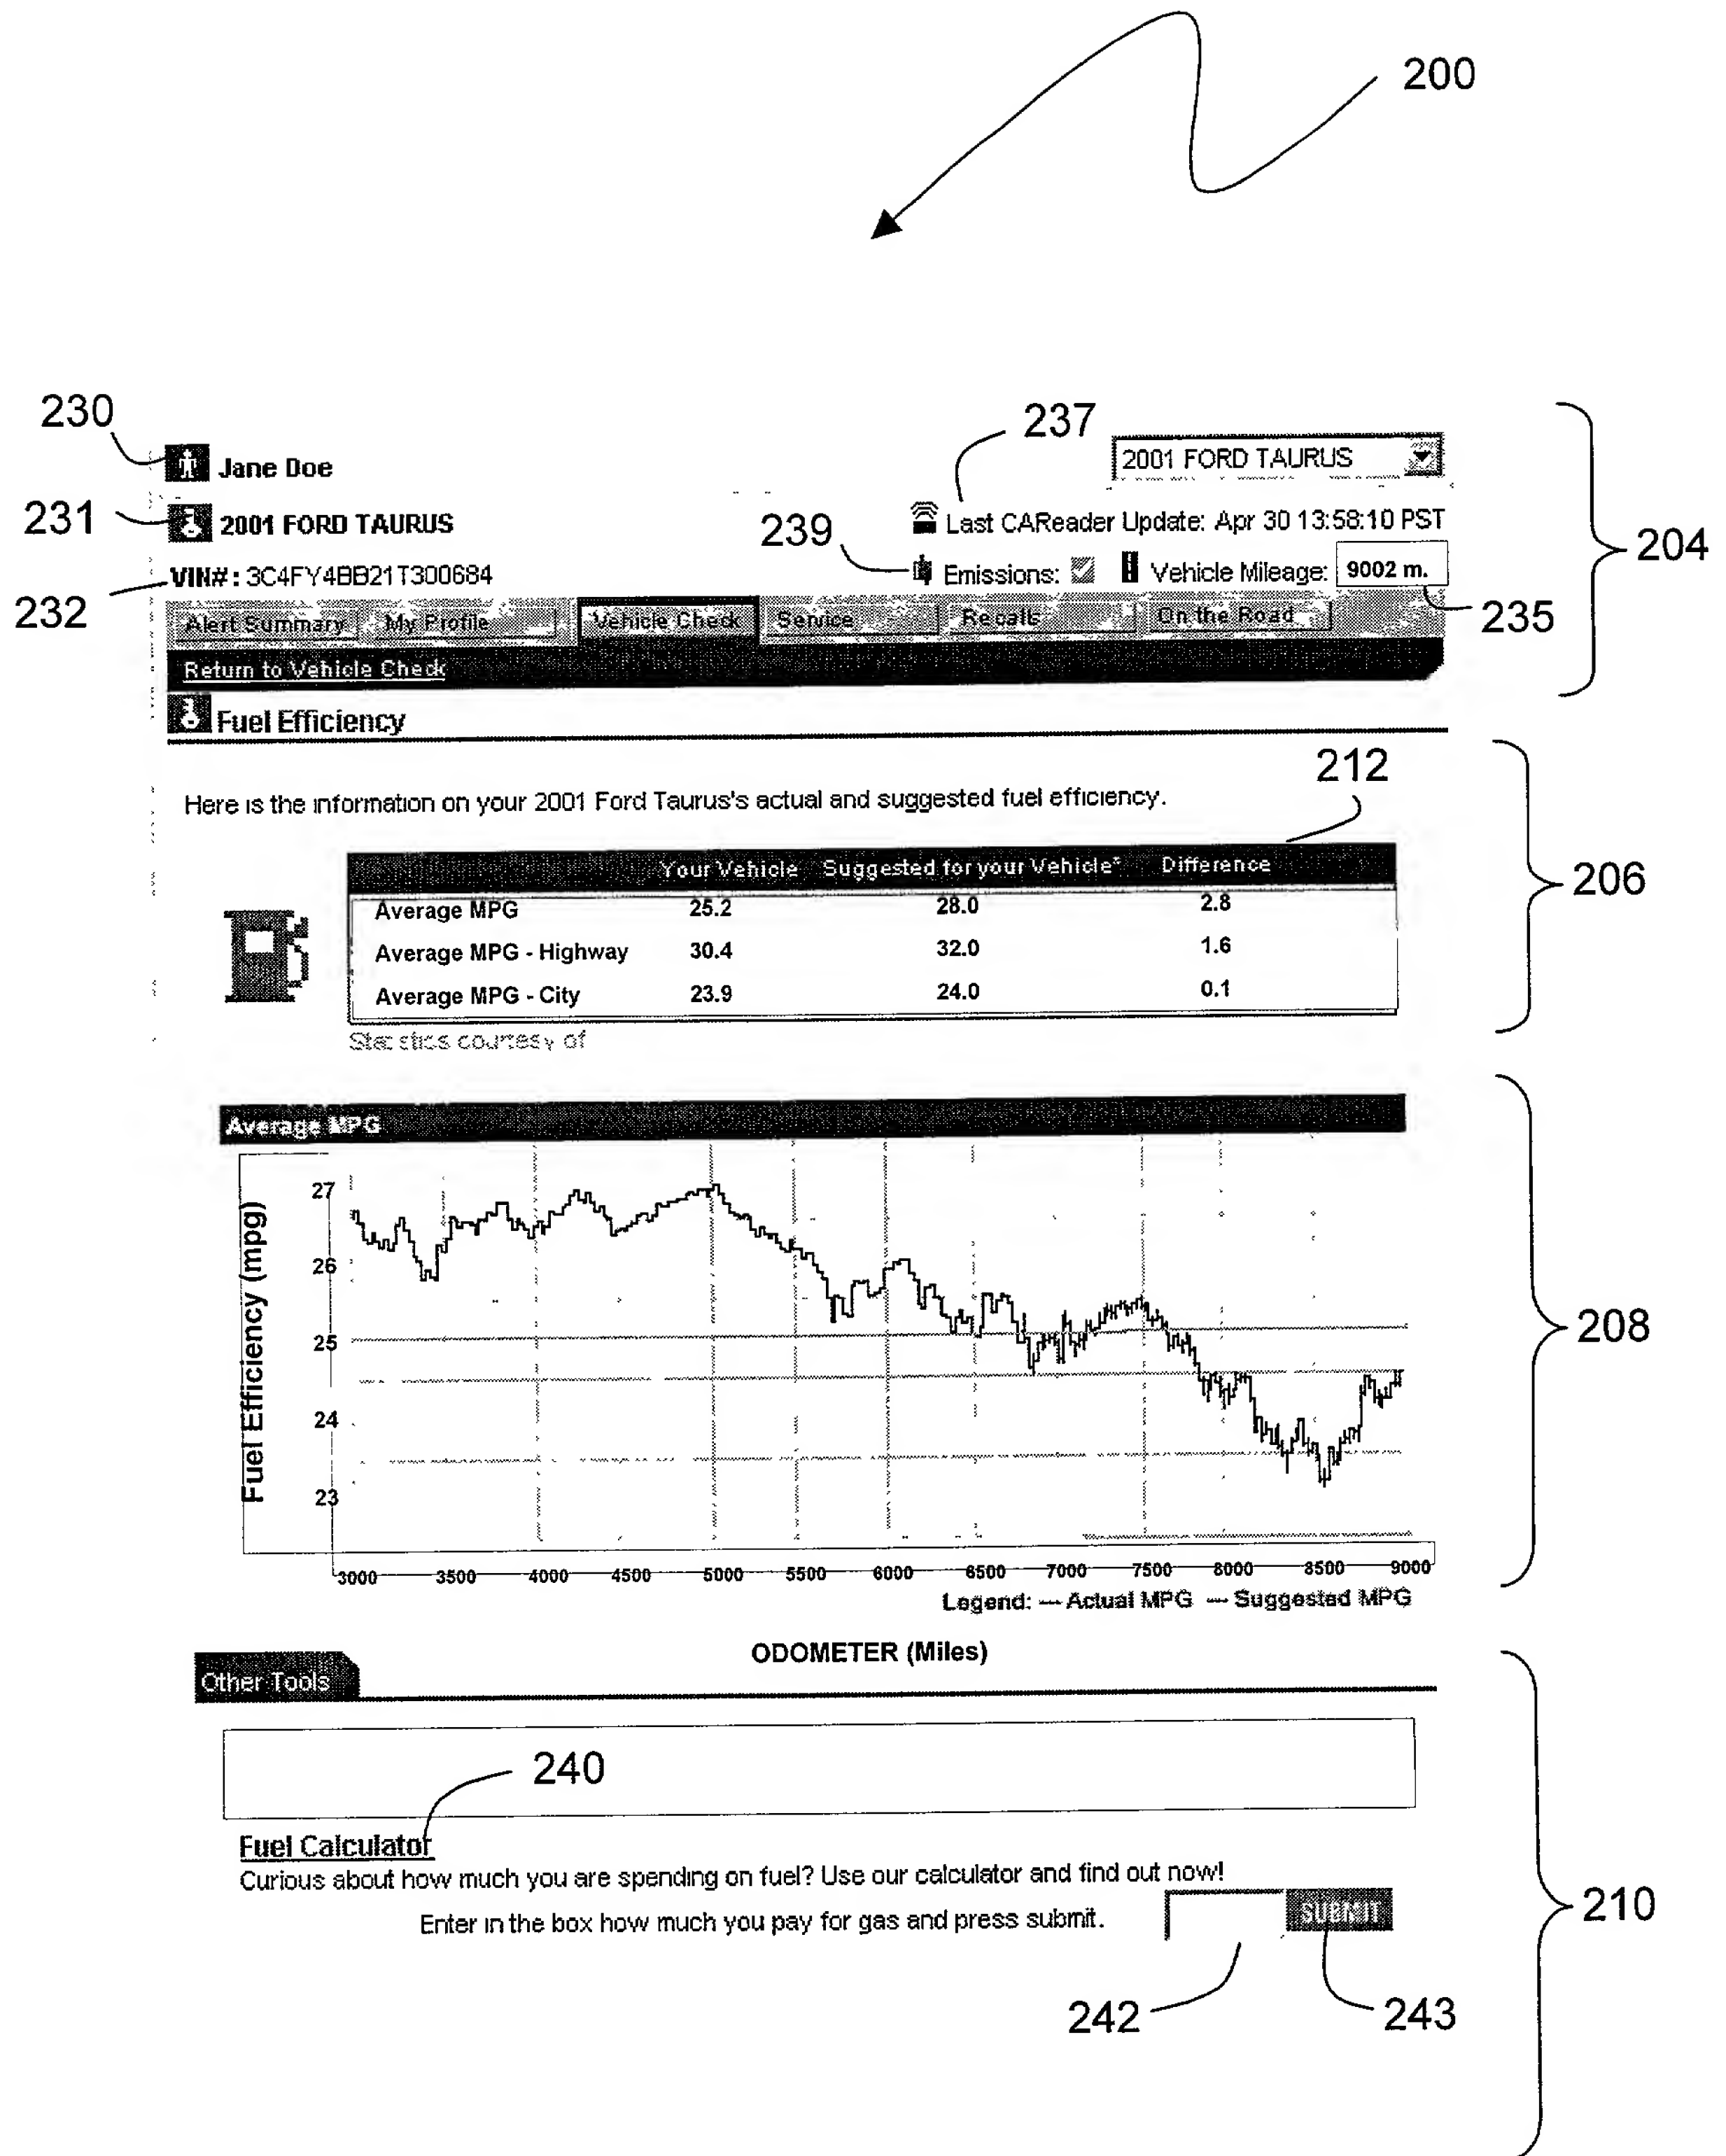 200
230
Jane Doe
237
2001 FORD TAURUS
204
231
2001 FORD TAURUS
239
Last CAReader Update: Apr 30 13:58:10 PST
232
VIN#: 3C4FY4BB21T300684
Emissions:
Vehicle Mileage: 9002 m.
235
Alert Summary My Profile Vehicle Check Service Recalls On the Road
Return to Vehicle Check
Fuel Efficiency
212
206
Here is the information on your 2001 Ford Taurus's actual and suggested fuel efficiency.
Your Vehicle Suggested for your Vehicle* Difference
Average MPG 25.2 28.0 2.8
Average MPG - Highway 30.4 32.0 1.6
Average MPG - City 23.9 24.0 0.1
Statistics courtesy of
208
Average MPG
Fuel Efficiency (mpg)
27
26
25
24
23
3000 3500 4000 4500 5000 5500 6000 6500 7000 7500 8000 8500 9000
Legend: — Actual MPG — Suggested MPG
ODOMETER (Miles)
Other Tools
210
240
Fuel Calculator
Curious about how much you are spending on fuel? Use our calculator and find out now!
Enter in the box how much you pay for gas and press submit.
SUBMIT
242
243